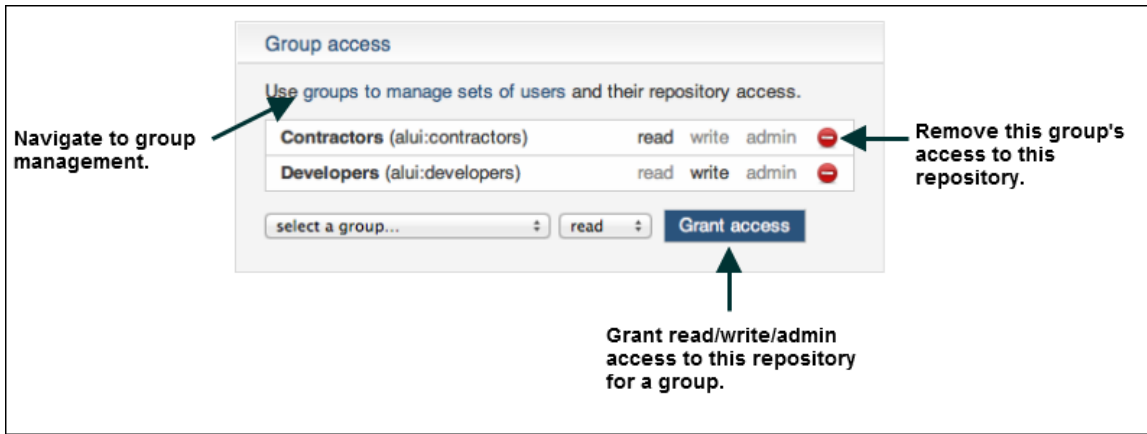 Group access
Use groups to manage sets of users and their repository access.
Navigate to group
management.
Contractors (alui:contractors) read write admin
Remove this group's
access to this
repository.
Developers (alui:developers) read write admin
select a group... read Grant access
Grant read/write/admin
access to this repository
for a group.